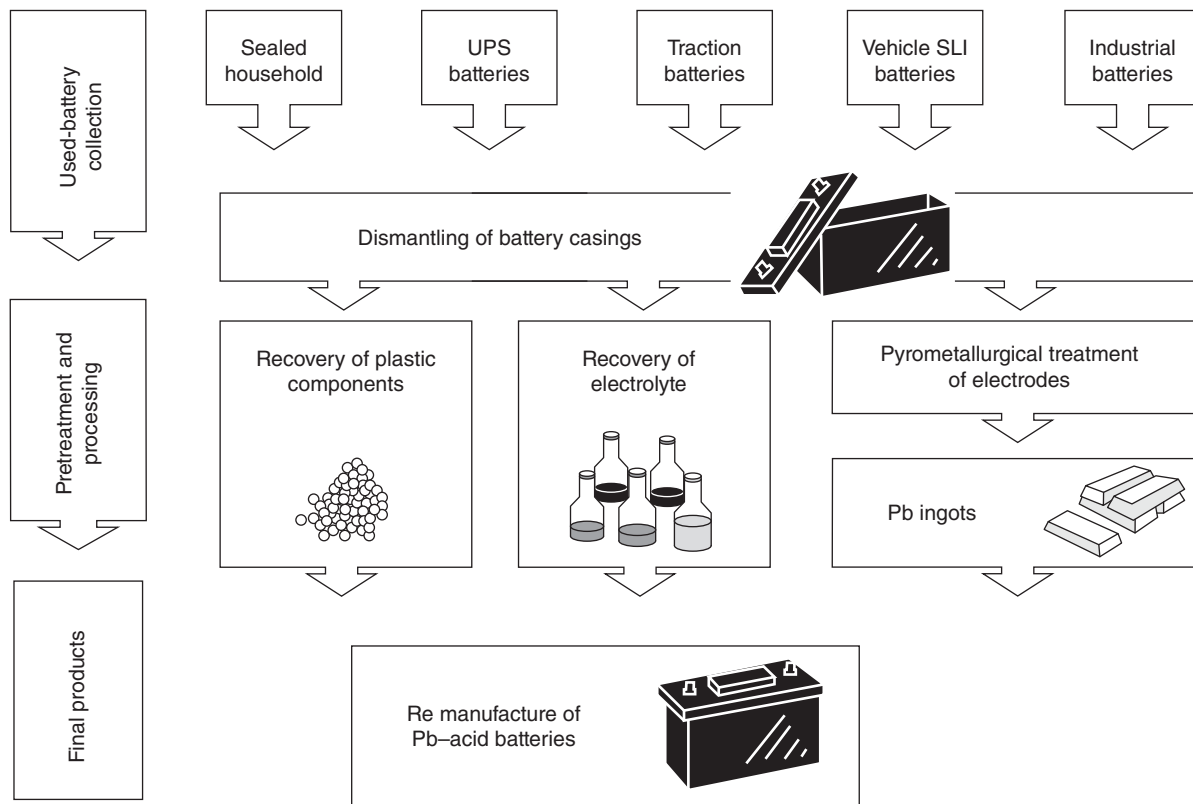 Used-battery
collection
Sealed
household
UPS
batteries
Traction
batteries
Vehicle SLI
batteries
Industrial
batteries
Dismantling of battery casings
Pretreatment and
processing
Recovery of plastic
components
Recovery of
electrolyte
Pyrometallurgical treatment
of electrodes
Pb ingots
Final products
Re manufacture of
Pb–acid batteries